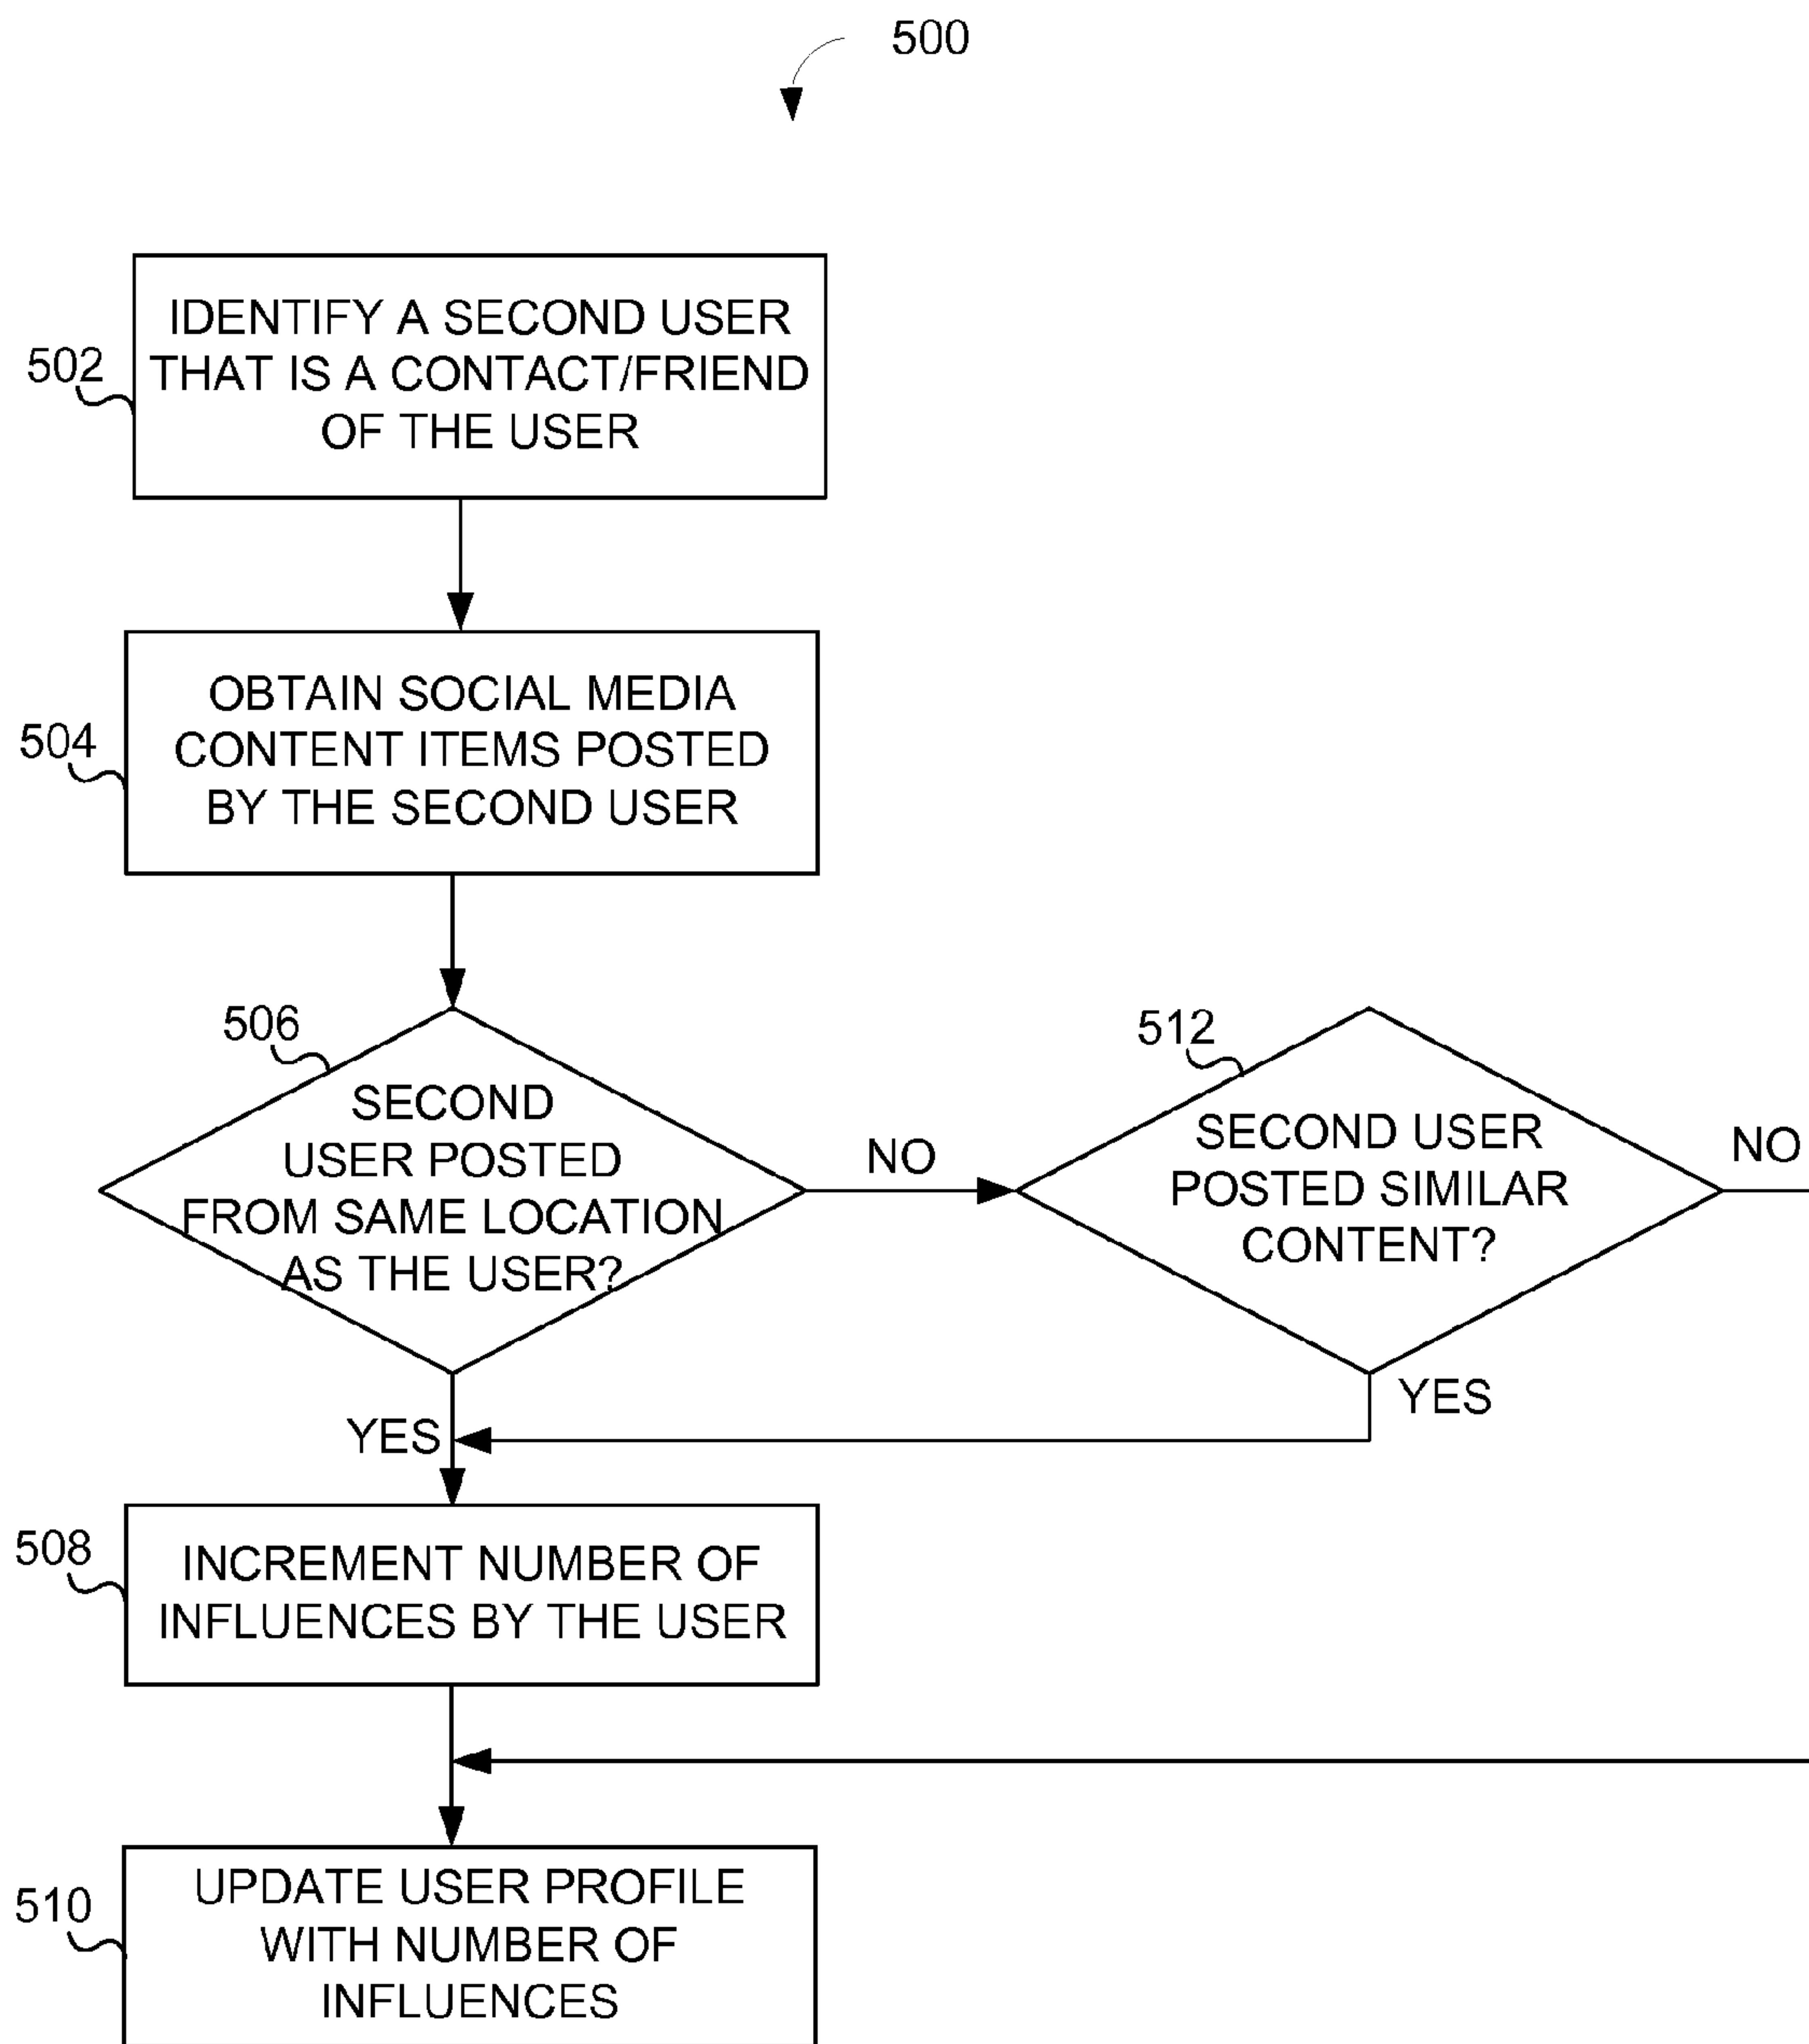 500
502
IDENTIFY A SECOND USER
THAT IS A CONTACT/FRIEND
OF THE USER
504
OBTAIN SOCIAL MEDIA
CONTENT ITEMS POSTED
BY THE SECOND USER
506
SECOND
USER POSTED
FROM SAME LOCATION
AS THE USER?
NO
512
SECOND USER
POSTED SIMILAR
CONTENT?
NO
YES
YES
508
INCREMENT NUMBER OF
INFLUENCES BY THE USER
510
UPDATE USER PROFILE
WITH NUMBER OF
INFLUENCES